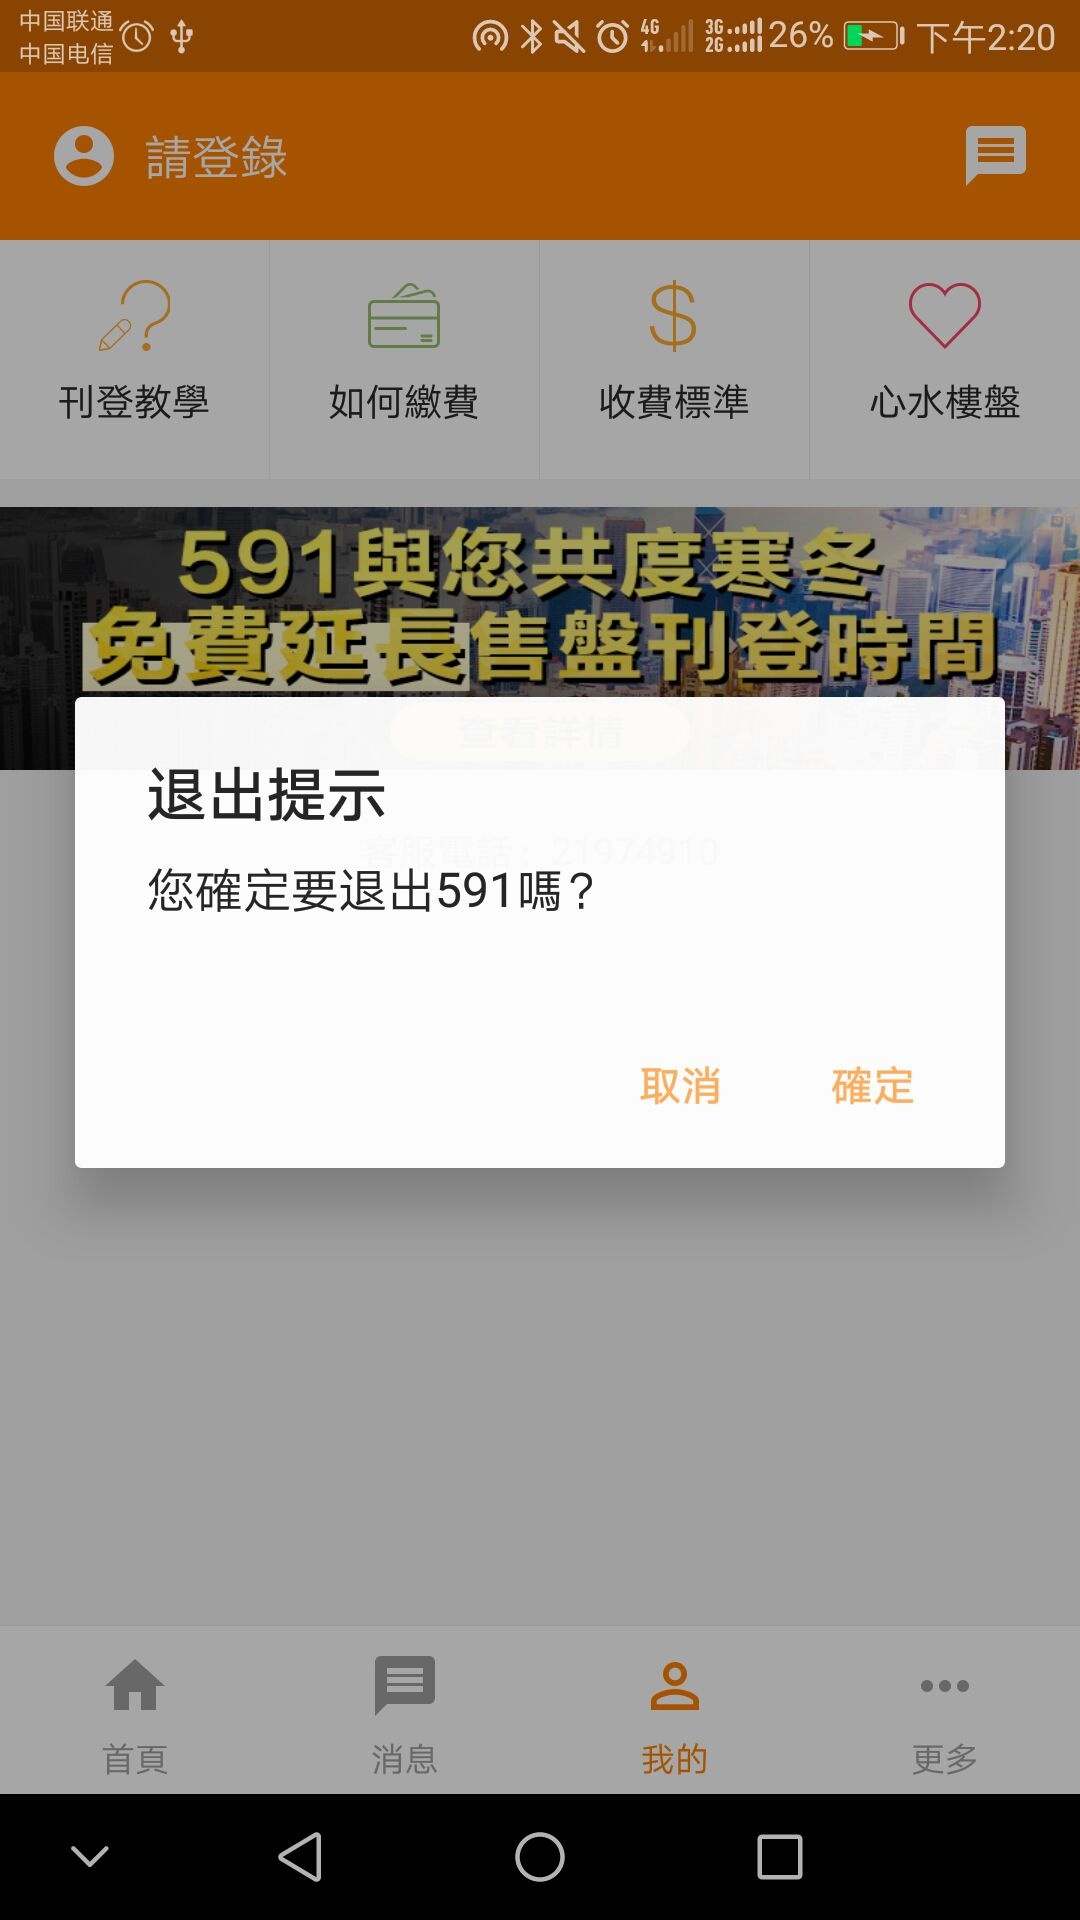 中国联通
中国电信
4G
3G
2G
26%
下午2:20
請登錄
刊登教學
如何繳費
收費標準
心水樓盤
591與您共度寒冬
免費延長售盤刊登時間
查看詳情
退出提示
客服電話：21974910
您確定要退出591嗎？
取消
確定
首頁
消息
我的
更多